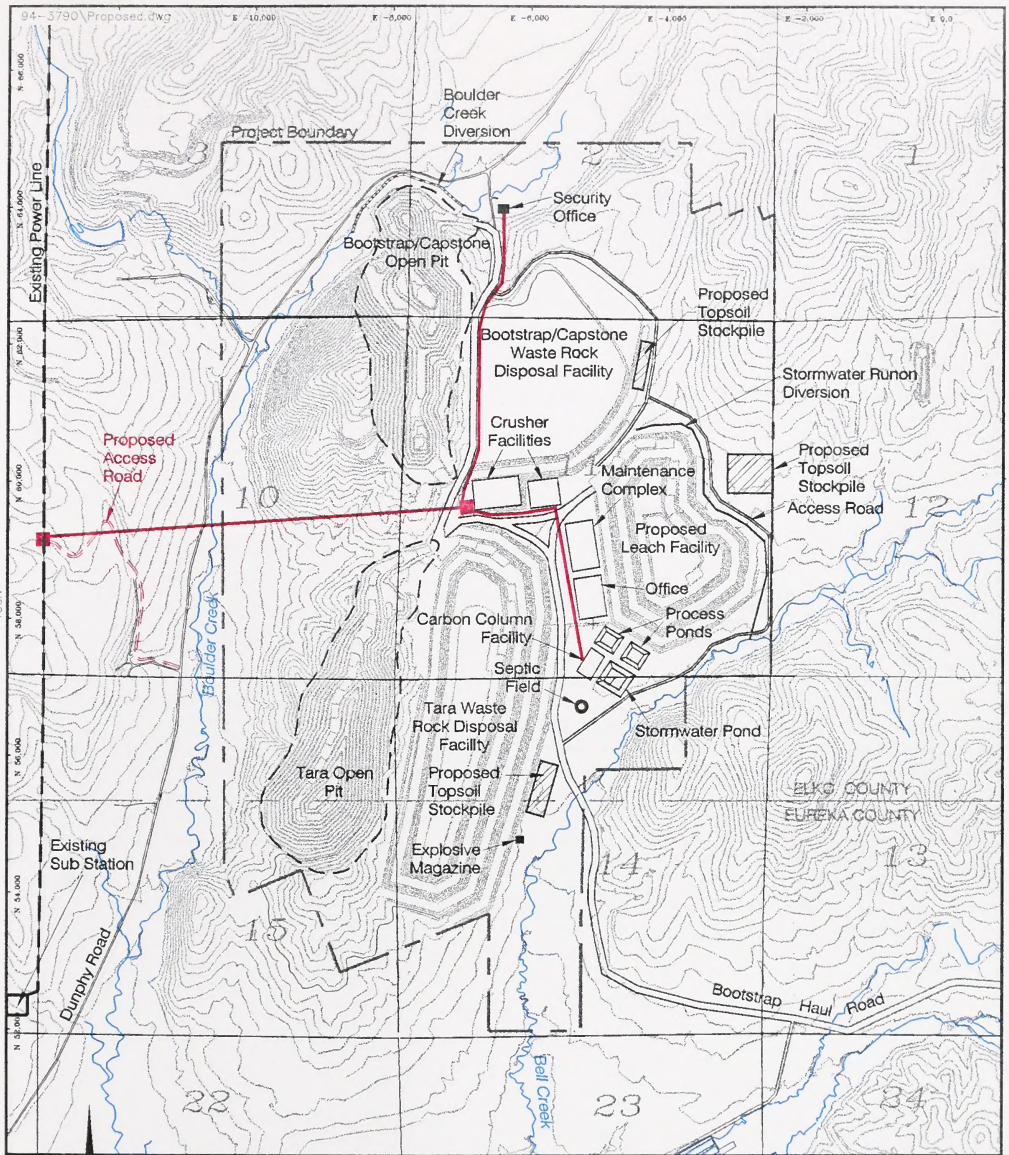 94-3790\Proposed.dwg
E -10,000
E -8,000
E -6,000
E -4,000
E -2,000
E 0.0
N 66,000
Boulder
Creek
Diversion
Project Boundary
3
2
1
Existing Power Line
N 64,000
Security
Office
Bootstrap/Capstone
Open Pit
Proposed
Topsoil
Stockpile
N 62,000
Bootstrap/Capstone
Waste Rock
Disposal Facility
Stormwater Runon
Diversion
Crusher
Facilities
Proposed
Access
Road
N 60,000
10
11
Maintenance
Complex
Proposed
Topsoil
Stockpile
12
Access Road
Proposed
Leach Facility
Office
N 58,000
Boulder Creek
Carbon Column
Facility
Process
Ponds
Septic
Field
Tara Waste
Rock Disposal
Facility
Stormwater Pond
N 56,000
Tara Open
Pit
Proposed
Topsoil
Stockpile
ELKO COUNTY
EUREKA COUNTY
Existing
Sub Station
Explosive
Magazine
14
13
N 54,000
15
Dunphy Road
Bootstrap Haul Road
N 52,000
Bell Creek
22
23
24